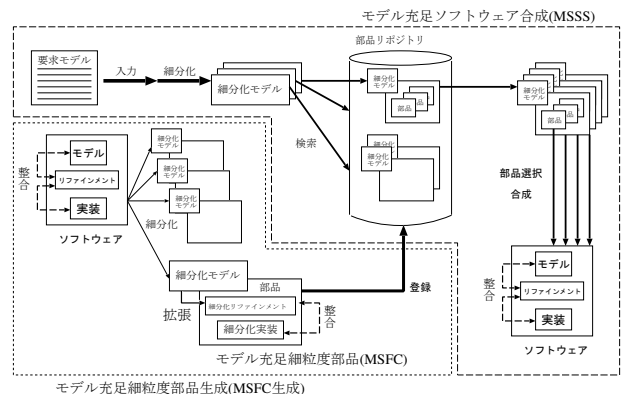 モデル充足ソフトウェア合成(MSSS)
要求モデル
入力
細分化
細分化モデル
部品リポジトリ
細分化
モデル
部品
細分化
モデル
検索
細分化
モデル
部品
部品選択
合成
モデル
リファインメント
実装
整合
ソフトウェア
細分化
モデル
細分化
モデル
細分化
モデル
細分化
細分化モデル
部品
細分化リファインメント
細分化実装
拡張
整合
登録
モデル充足細粒度部品(MSFC)
モデル
リファインメント
実装
整合
ソフトウェア
モデル充足細粒度部品生成(MSFC生成)